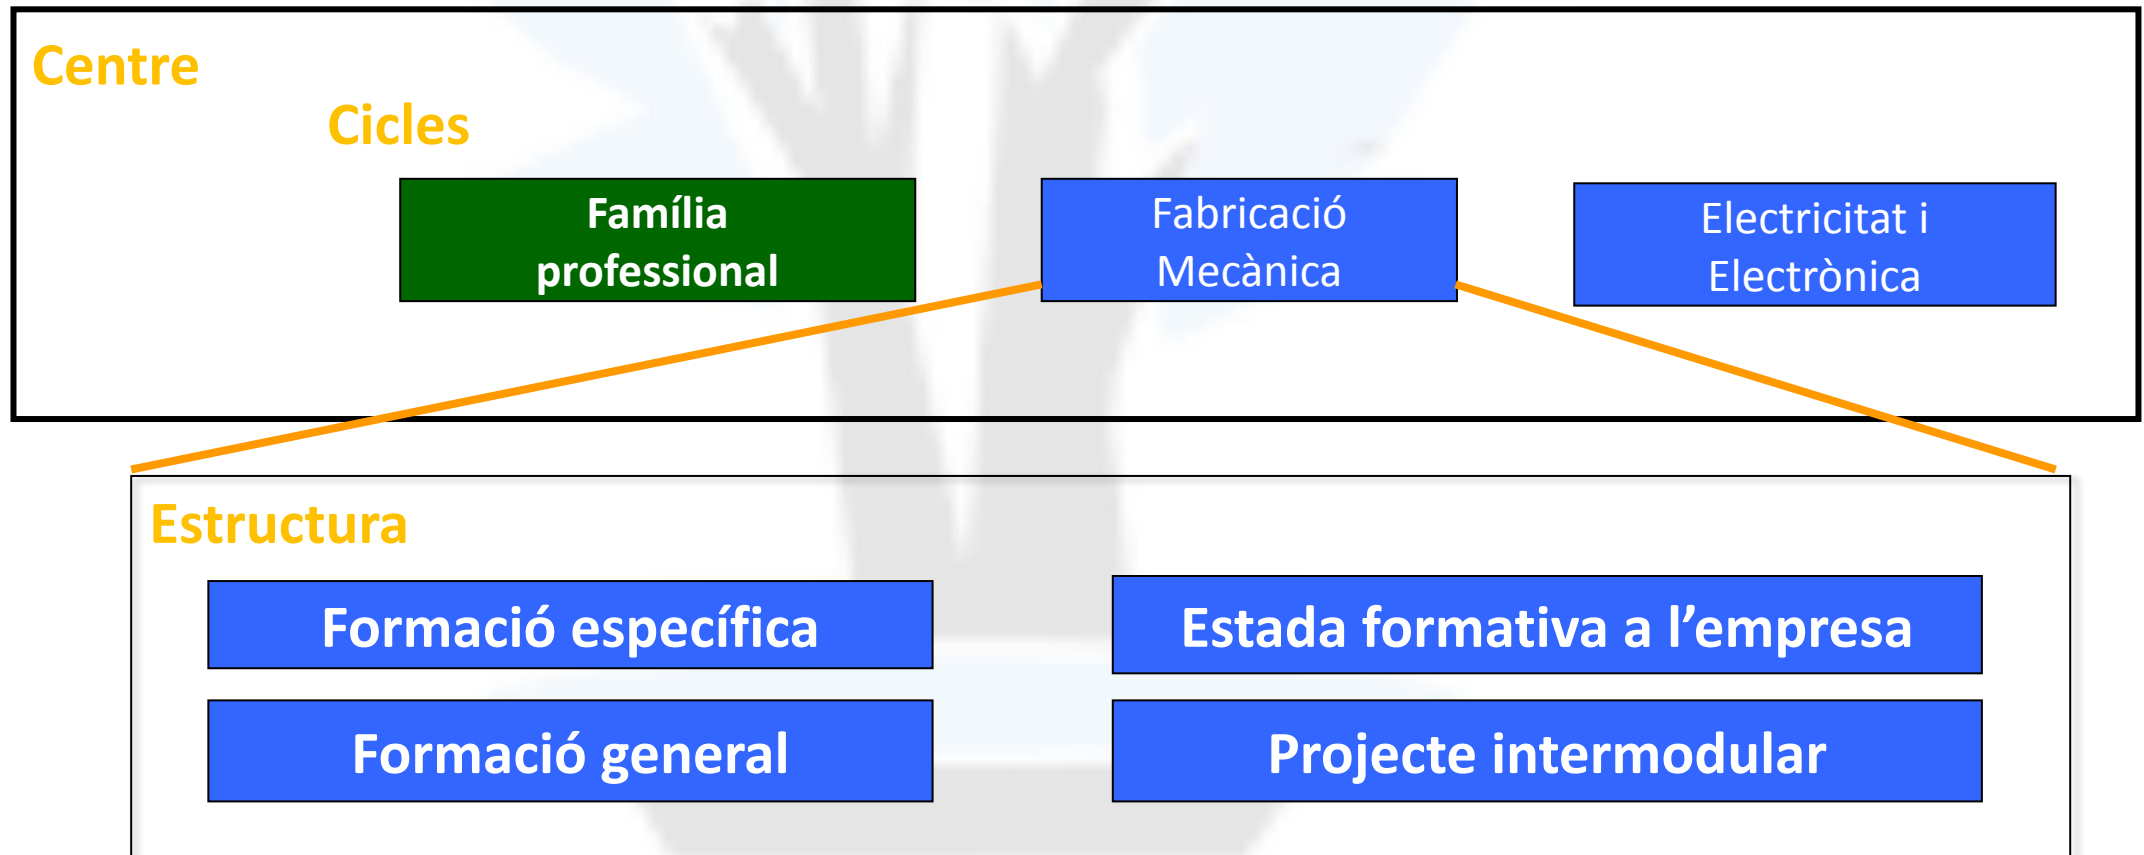 Centre
Cicles
Família
professional
Fabricació
Mecànica
Electricitat i
Electrònica
Estructura
Formació específica
Estada formativa a l’empresa
Formació general
Projecte intermodular